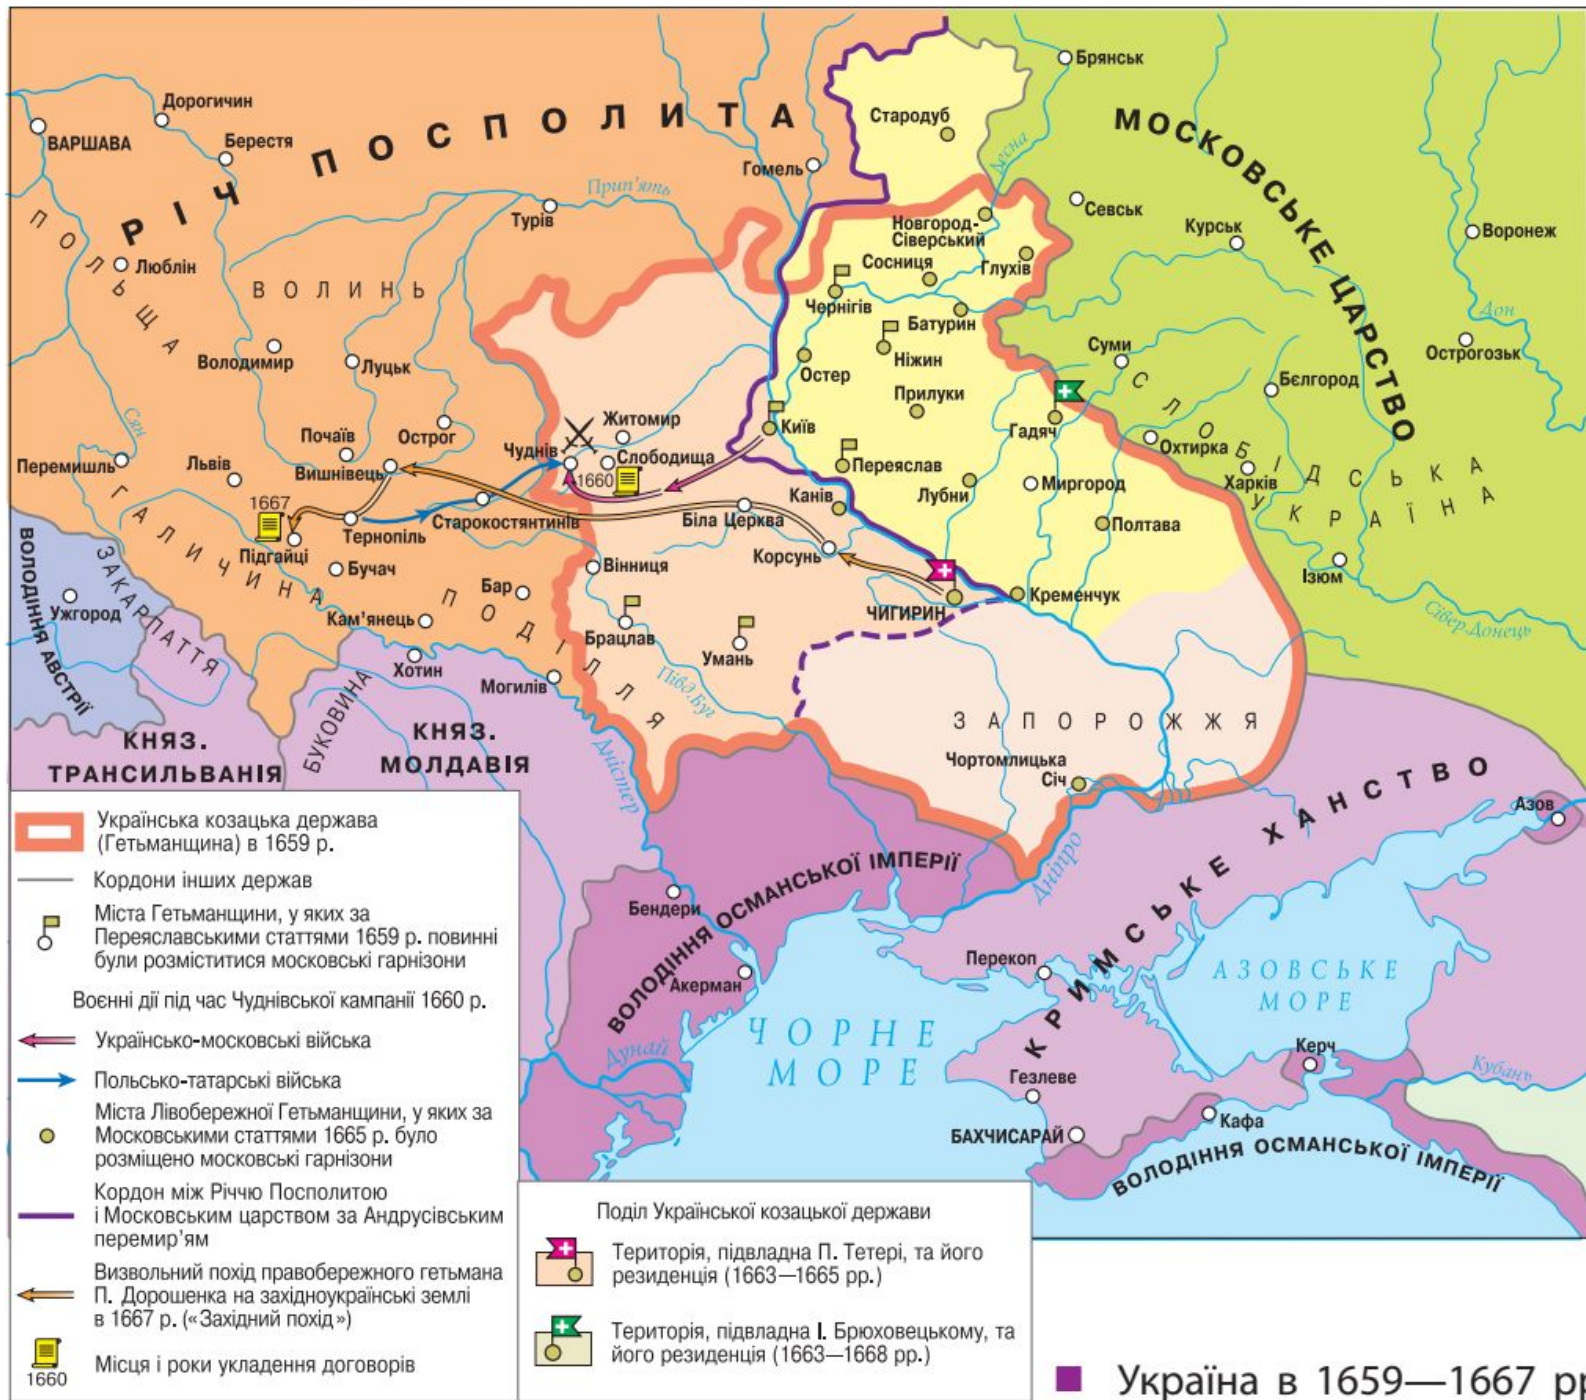 РІЧ ПОСПОЛИТА
МОСКОВСЬКЕ ЦАРСТВО
Брянськ
Стародуб
Десна
Дорогичин
ВАРШАВА
Берестя
Гомель
Прип'ять
Турів
Севськ
Курськ
Воронеж
Новгород-
Сіверський
Сосниця
Глухів
ПОЛЬЩА
Люблін
ВОЛИНЬ
Чернігів
Батурин
Дон
Острогозьк
Володимир
Луцьк
Ніжин
Остер
Суми
Бєлгород
Прилуки
СЛОБІДСЬКА
УКРАЇНА
Сян
Почаїв
Острог
Житомир
Київ
Гадяч
Охтирка
Перемишль
Львів
Вишнівець
Чуднів
Слободища
1660
Переяслав
Лубни
Миргород
Харків
1667
Старокостянтинів
Біла Церква
Канів
Полтава
Підгайці
Тернопіль
Корсунь
ГАЛИЧИНА
Бучач
Вінниця
Ізюм
ВОЛОДІННЯ АВСТРІЇ
ЗАКАРПАТТЯ
Ужгород
Бар
Кам'янець
ПОДІЛЛЯ
Брацлав
Умань
ЧИГИРИН
Кременчук
Сівер.Донець
Хотин
Могилів
Півд.Буг
БУКОВИНА
КНЯЗ.
ТРАНСИЛЬВАНІЯ
КНЯЗ.
МОЛДАВІЯ
Дністер
ЗАПОРОЖЖЯ
Чортомлицька
Січ
Дніпро
КРИМСЬКЕ ХАНСТВО
Азов
ВОЛОДІННЯ ОСМАНСЬКОЇ ІМПЕРІЇ
Бендери
Акерман
Перекоп
АЗОВСЬКЕ
МОРЕ
ЧОРНЕ
МОРЕ
Дунай
Гезлеве
Керч
Кубань
БАХЧИСАРАЙ
Кафа
ВОЛОДІННЯ ОСМАНСЬКОЇ ІМПЕРІЇ
Українська козацька держава
(Гетьманщина) в 1659 р.
Кордони інших держав
Міста Гетьманщини, у яких за
Переяславськими статтями 1659 р. повинні
були розміститися московські гарнізони
Воєнні дії під час Чуднівської кампанії 1660 р.
Українсько-московські війська
Польсько-татарські війська
Міста Лівобережної Гетьманщини, у яких за
Московськими статтями 1665 р. було
розміщено московські гарнізони
Кордон між Річчю Посполитою
і Московським царством за Андрусівським
перемир'ям
Визвольний похід правобережного гетьмана
П. Дорошенка на західноукраїнські землі
в 1667 р. («Західний похід»)
Місця і роки укладення договорів
1660
Поділ Української козацької держави
Територія, підвладна П. Тетері, та його
резиденція (1663—1665 рр.)
Територія, підвладна І. Брюховецькому, та
його резиденція (1663—1668 рр.)
Україна в 1659—1667 рр